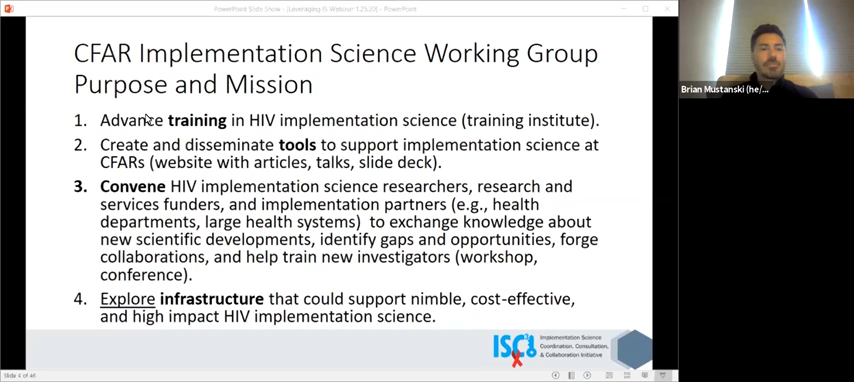 PowerPoint Slide Show - [Leveraging IS Webinar 1.25.20] - PowerPoint
CFAR Implementation Science Working Group
Purpose and Mission
1. Advance training in HIV implementation science (training institute).
2. Create and disseminate tools to support implementation science at
CFARs (website with articles, talks, slide deck).
3. Convene HIV implementation science researchers, research and
services funders, and implementation partners (e.g., health
departments, large health systems) to exchange knowledge about
new scientific developments, identify gaps and opportunities, forge
collaborations, and help train new investigators (workshop,
conference).
4. Explore infrastructure that could support nimble, cost-effective,
and high impact HIV implementation science.
ISC3I
Implementation Science
Coordination, Consultation,
& Collaboration Initiative
Slide 4 of 46
Brian Mustanski (he/...